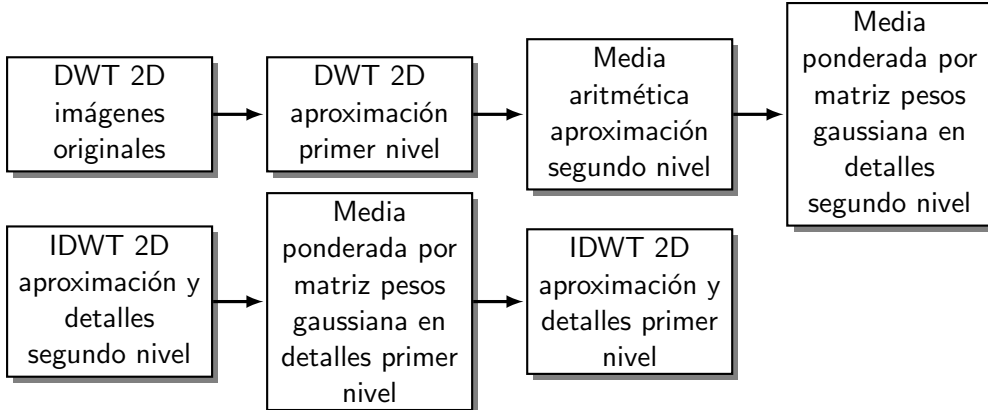 DWT 2D
imágenes
originales
DWT 2D
aproximación
primer nivel
Media
aritmética
aproximación
segundo nivel
Media
ponderada por
matriz pesos
gaussiana en
detalles
segundo nivel
IDWT 2D
aproximación y
detalles
segundo nivel
Media
ponderada por
matriz pesos
gaussiana en
detalles primer
nivel
IDWT 2D
aproximación y
detalles primer
nivel